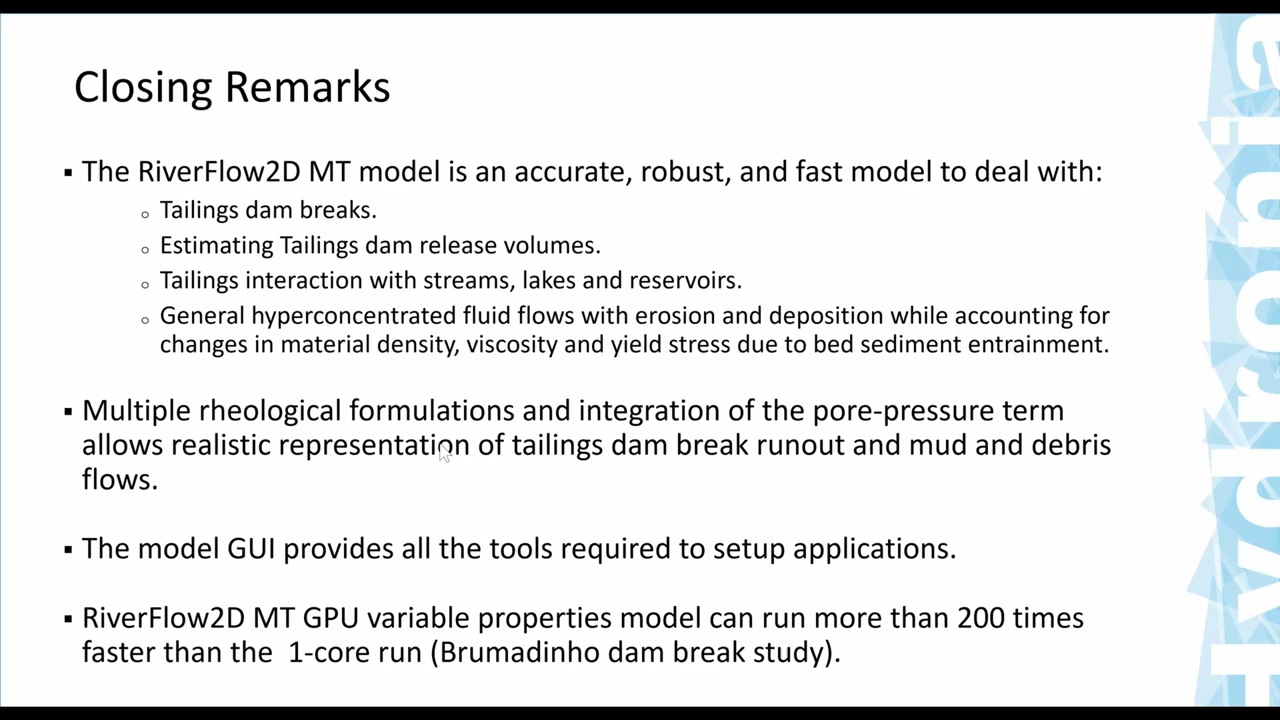 Closing Remarks
▪ The RiverFlow2D MT model is an accurate, robust, and fast model to deal with:
o Tailings dam breaks.
o Estimating Tailings dam release volumes.
o Tailings interaction with streams, lakes and reservoirs.
o General hyperconcentrated fluid flows with erosion and deposition while accounting for
changes in material density, viscosity and yield stress due to bed sediment entrainment.
▪ Multiple rheological formulations and integration of the pore-pressure term
allows realistic representation of tailings dam break runout and mud and debris
flows.
▪ The model GUI provides all the tools required to setup applications.
▪ RiverFlow2D MT GPU variable properties model can run more than 200 times
faster than the  1-core run (Brumadinho dam break study).
Hydronia